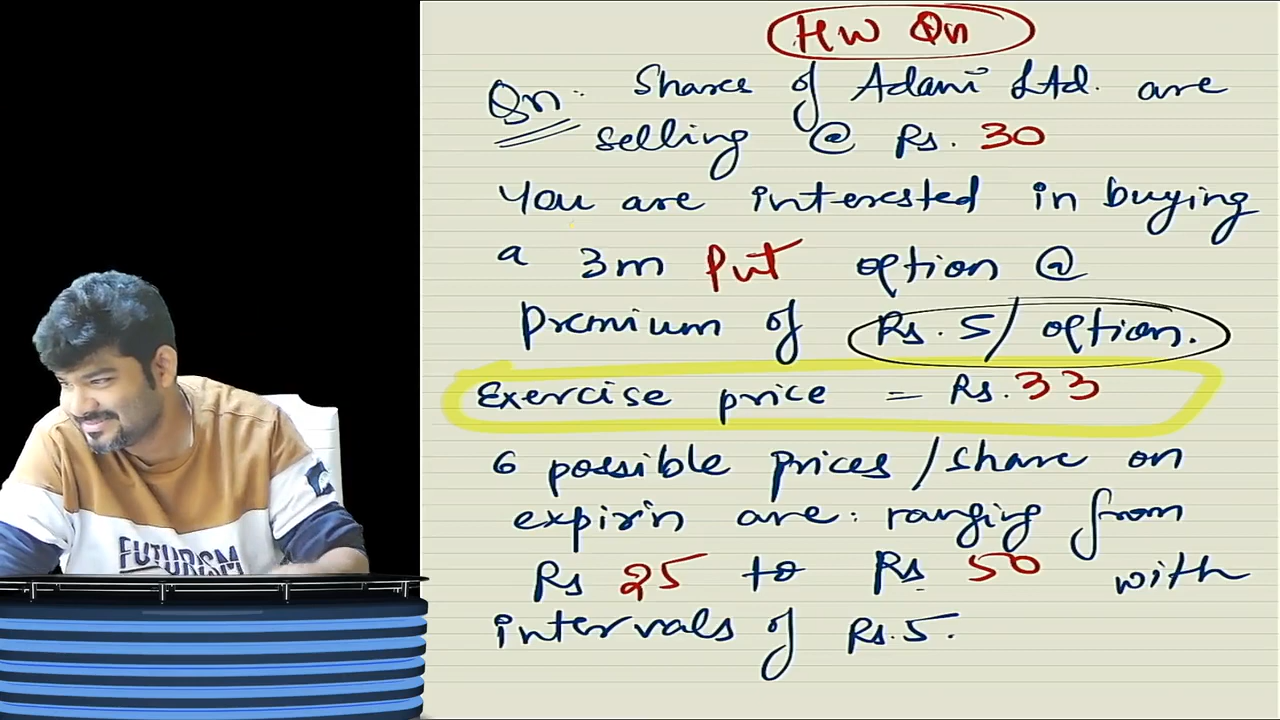 HW Qn
Qn: Shares of Adani Ltd. are
selling @ Rs. 30
You are interested in buying
a 3m Put option @
premium of Rs. 5/ option.
Exercise price = Rs. 33
6 possible prices /share on
expirin are: ranging from
Rs 25 to Rs 50 with
intervals of Rs. 5.
FUTURISM